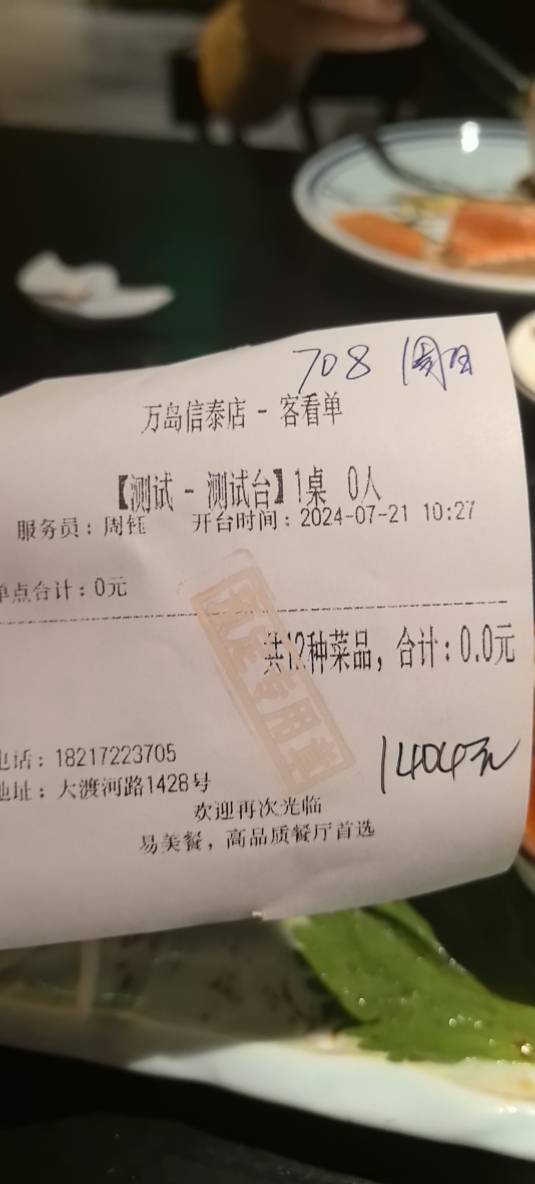 708
万岛信泰店 - 客看单
【测试 - 测试台】1桌 0人
服务员：周钰 开台时间：2024-07-21 10:27
单点合计：0元
共12种菜品，合计：0.0元
电话：18217223705
1404元
地址：大渡河路1428号
欢迎再次光临
易美餐，高品质餐厅首选
专用章